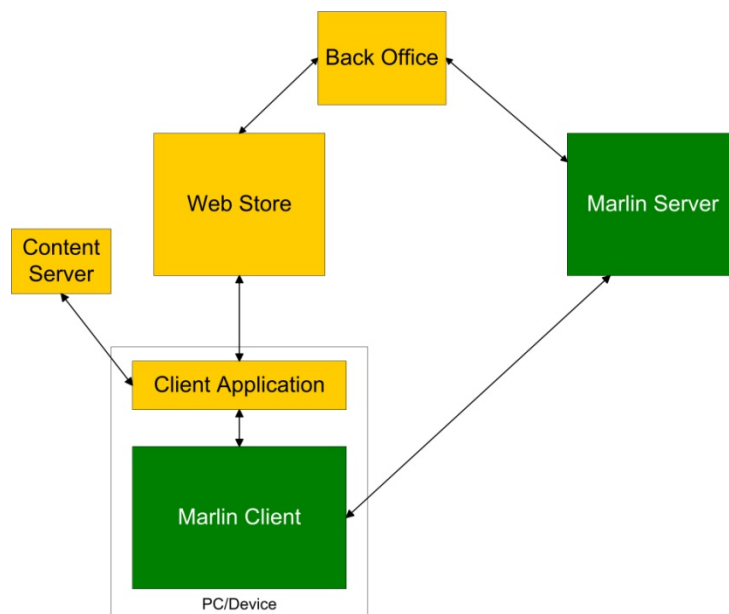 Back Office
Web Store
Marlin Server
Content
Server
Client Application
Marlin Client
PC/Device